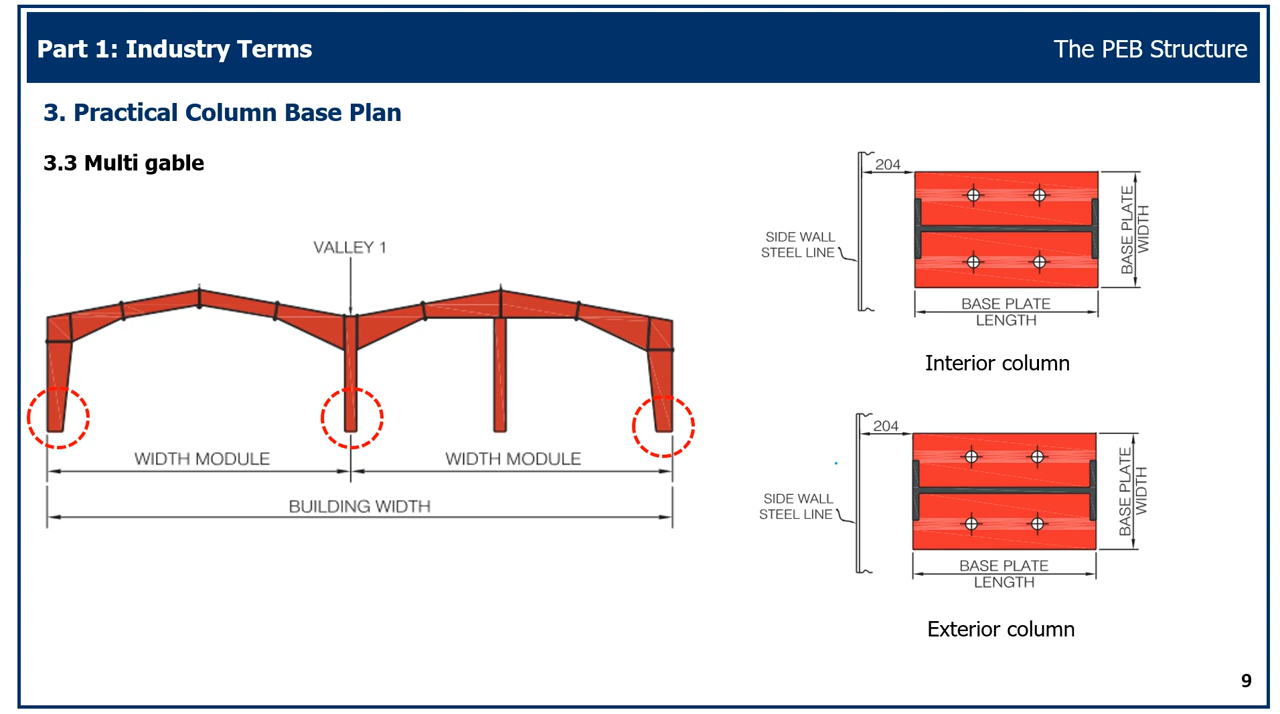 Part 1: Industry Terms
The PEB Structure
3. Practical Column Base Plan
3.3 Multi gable
VALLEY 1
WIDTH MODULE
WIDTH MODULE
BUILDING WIDTH
204
SIDE WALL
STEEL LINE
BASE PLATE
WIDTH
BASE PLATE
LENGTH
Interior column
204
SIDE WALL
STEEL LINE
BASE PLATE
WIDTH
BASE PLATE
LENGTH
Exterior column
9